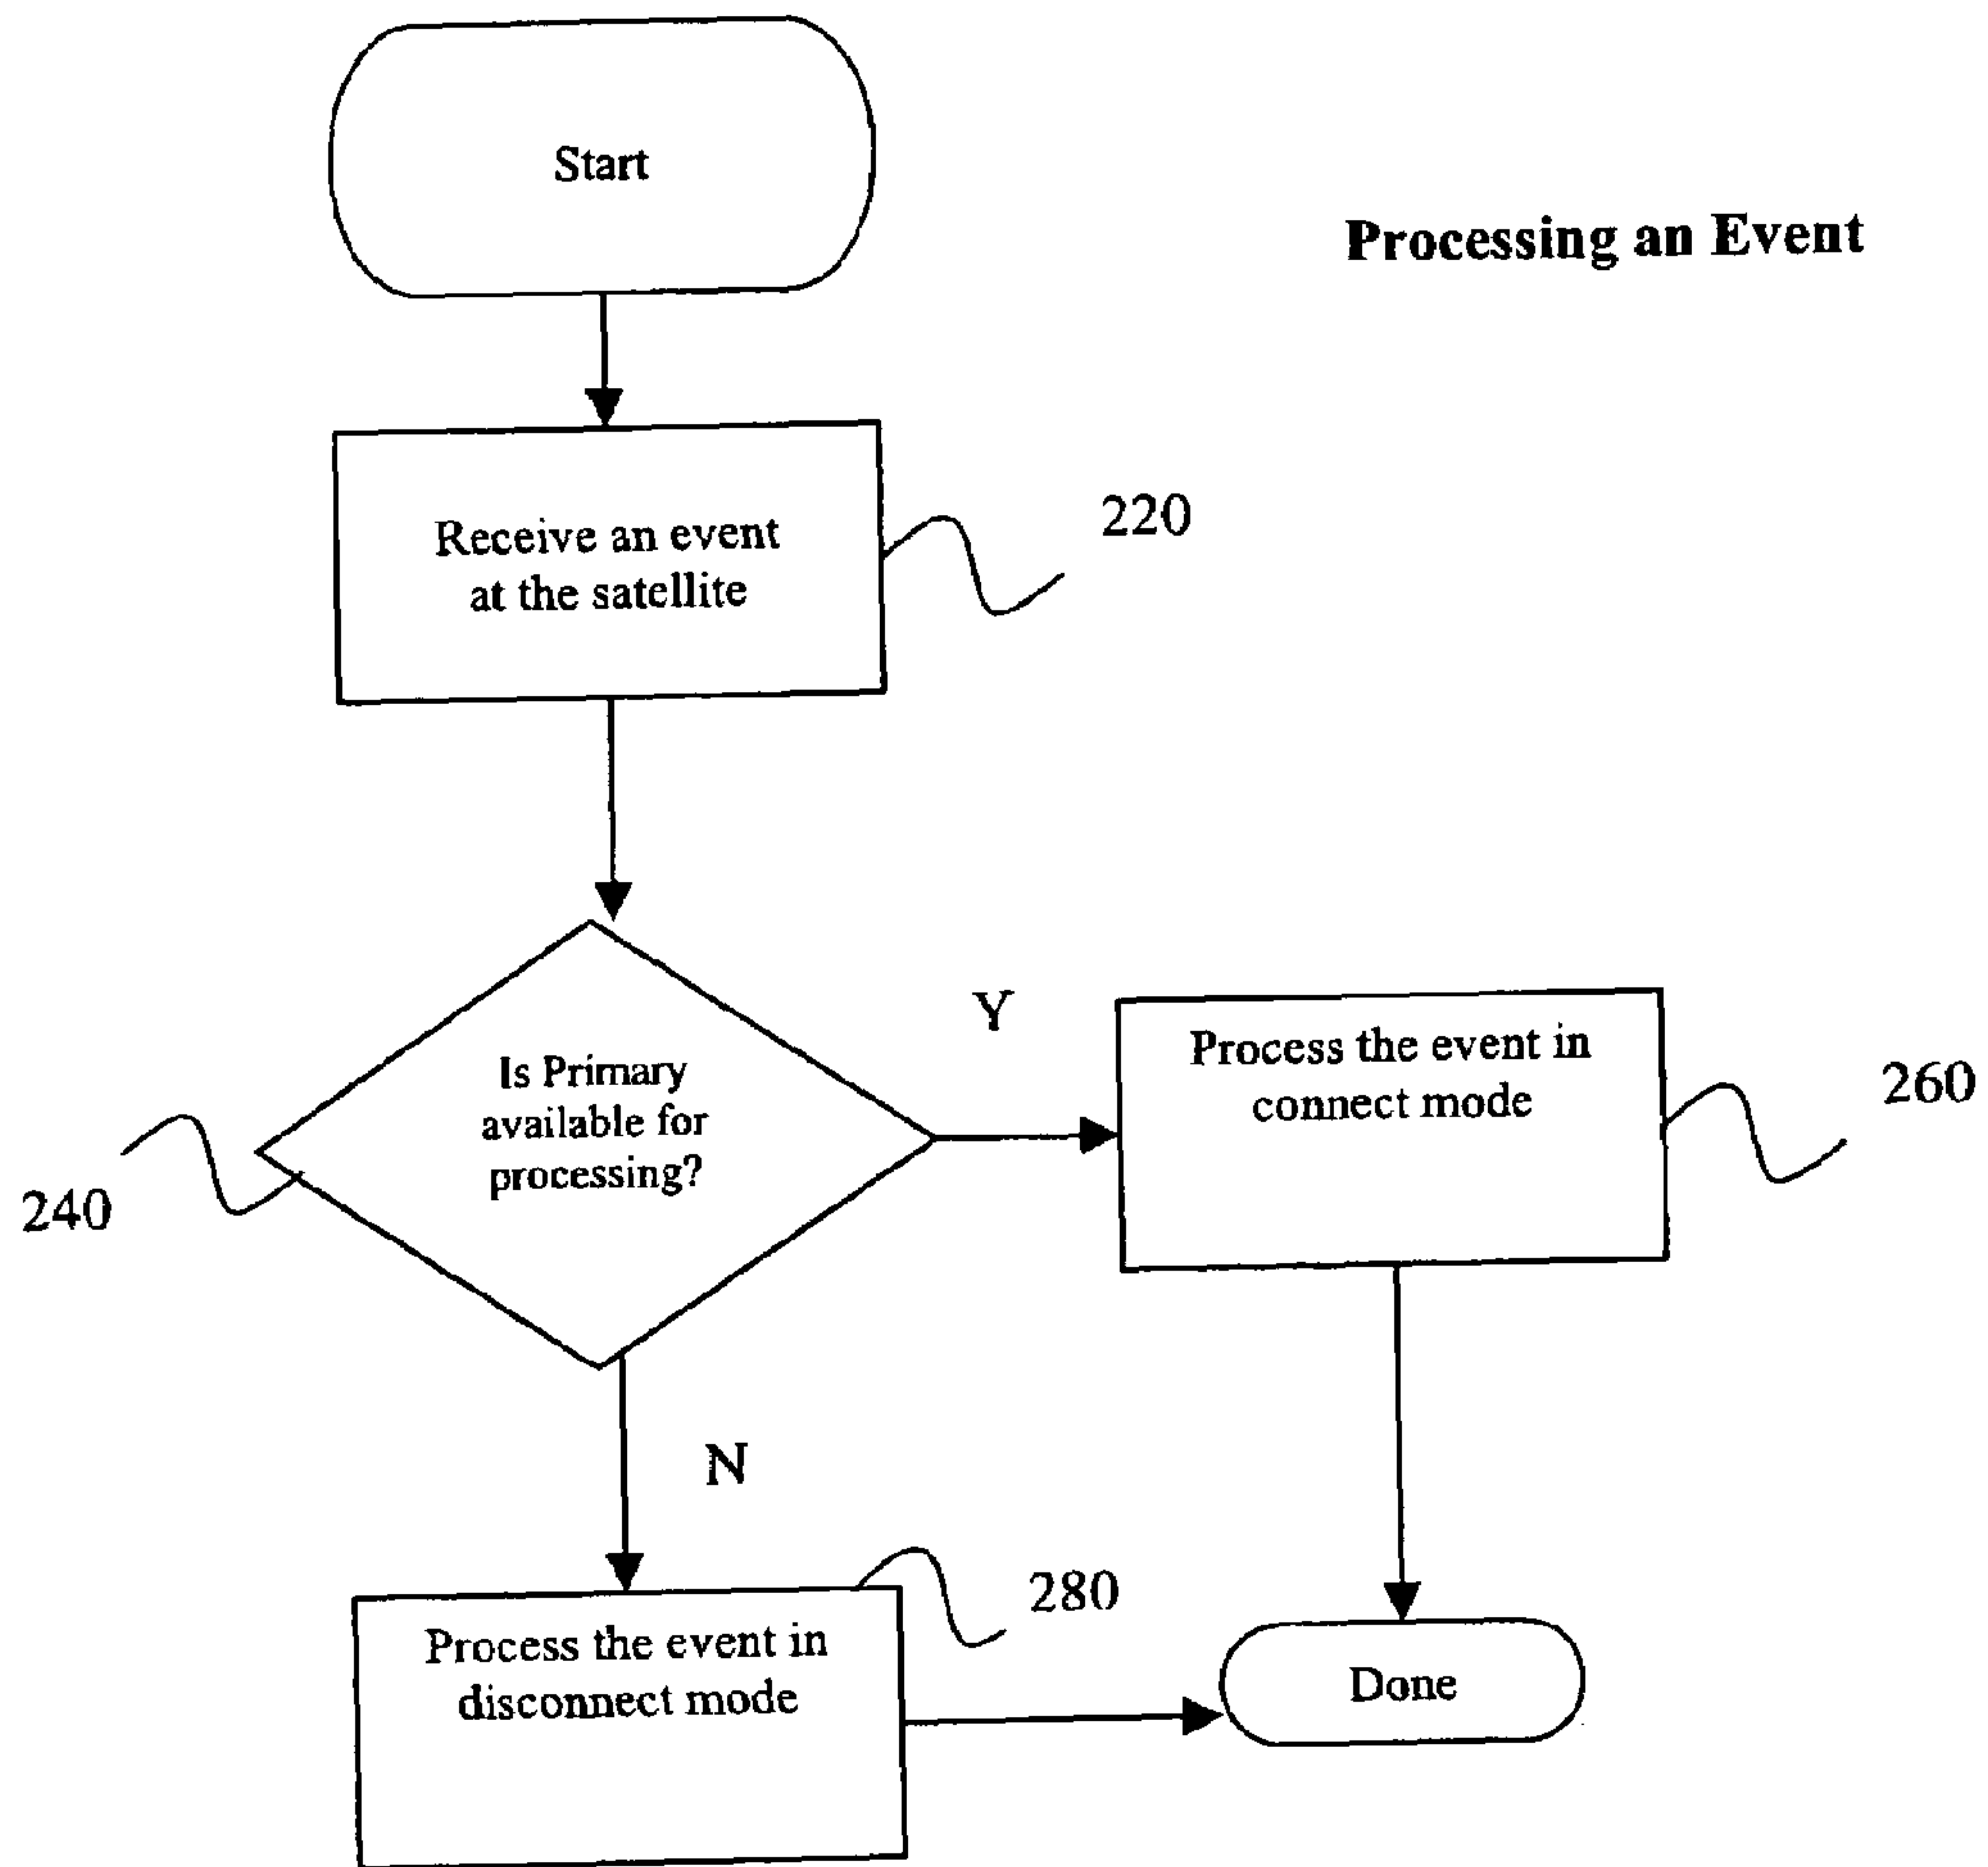 Start
Processing an Event
Receive an event
at the satellite
220
Is Primary
available for
processing?
240
Y
Process the event in
connect mode
260
N
Process the event in
disconnect mode
280
Done